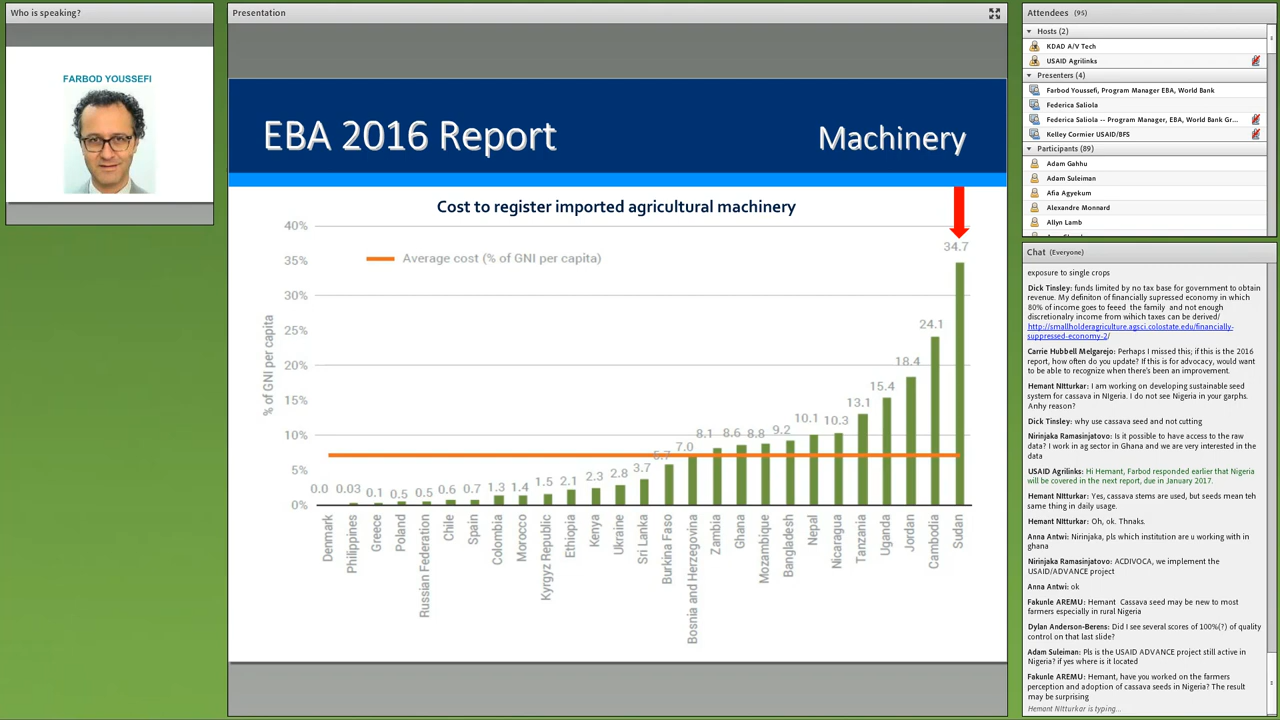 Who is speaking?
FARBOD YOUSSEFI
Presentation
EBA 2016 Report
Machinery
Cost to register imported agricultural machinery
Average cost (% of GNI per capita)
% of GNI per capita
40%
35%
30%
25%
20%
15%
10%
5%
0%
0.0
0.03
0.1
0.5
0.5
0.6
0.7
1.3
1.4
1.5
2.1
2.3
2.8
3.7
5.7
7.0
8.1
8.6
8.8
9.2
10.1
10.3
13.1
15.4
18.4
24.1
34.7
Denmark
Philippines
Greece
Poland
Russian Federation
Chile
Spain
Colombia
Morocco
Kyrgyz Republic
Ethiopia
Kenya
Ukraine
Sri Lanka
Burkina Faso
Bosnia and Herzegovina
Zambia
Ghana
Mozambique
Bangladesh
Nepal
Nicaragua
Tanzania
Uganda
Jordan
Cambodia
Sudan
Attendees (95)
Hosts (2)
KDAD A/V Tech
USAID Agrilinks
Presenters (4)
Farbod Youssefi, Program Manager EBA, World Bank
Federica Saliola
Federica Saliola -- Program Manager, EBA, World Bank Gr...
Kelley Cormier USAID/BFS
Participants (89)
Adam Gahhu
Adam Suleiman
Afia Agyekum
Alexandre Monnard
Allyn Lamb
Chat (Everyone)
exposure to single crops
Dick Tinsley: funds limited by no tax base for government to obtain
revenue. My definiton of financially supressed economy in which
80% of income goes to feeed the family and not enough
discretionalry income from which taxes can be derived/
http://smallholderagriculture.agsci.colostate.edu/financially-
suppressed-economy-2/
Carrie Hubbell Melgarejo: Perhaps I missed this; if this is the 2016
report, how often do you update? If this is for advocacy, would want
to be able to recognize when there's been an improvement.
Hemant NItturkar: I am working on developing sustainable seed
system for cassava in NIgeria. I do not see Nigeria in your garphs.
Anhy reason?
Dick Tinsley: why use cassava seed and not cutting
Nirinjaka Ramasinjatovo: Is it possible to have access to the raw
data? I work in ag sector in Ghana and we are very interested in the
data
USAID Agrilinks: Hi Hemant, Farbod responded earlier that Nigeria
will be covered in the next report, due in January 2017.
Hemant NItturkar: Yes, cassava stems are used, but seeds mean teh
same thing in daily usage.
Hemant NItturkar: Oh, ok. Thnaks.
Anna Antwi: Nirinjaka, pls which institution are u working with in
ghana
Nirinjaka Ramasinjatovo: ACDIVOCA, we implement the
USAID/ADVANCE project
Anna Antwi: ok
Fakunle AREMU: Hemant Cassava seed may be new to most
farmers especially in rural Nigeria
Dylan Anderson-Berens: Did I see several scores of 100%(?) of quality
control on that last slide?
Adam Suleiman: Pls is the USAID ADVANCE project still active in
Nigeria? if yes where is it located
Fakunle AREMU: Hemant, have you worked on the farmers
perception and adoption of cassava seeds in Nigeria? The result
may be surprising
Hemant NItturkar is typing...